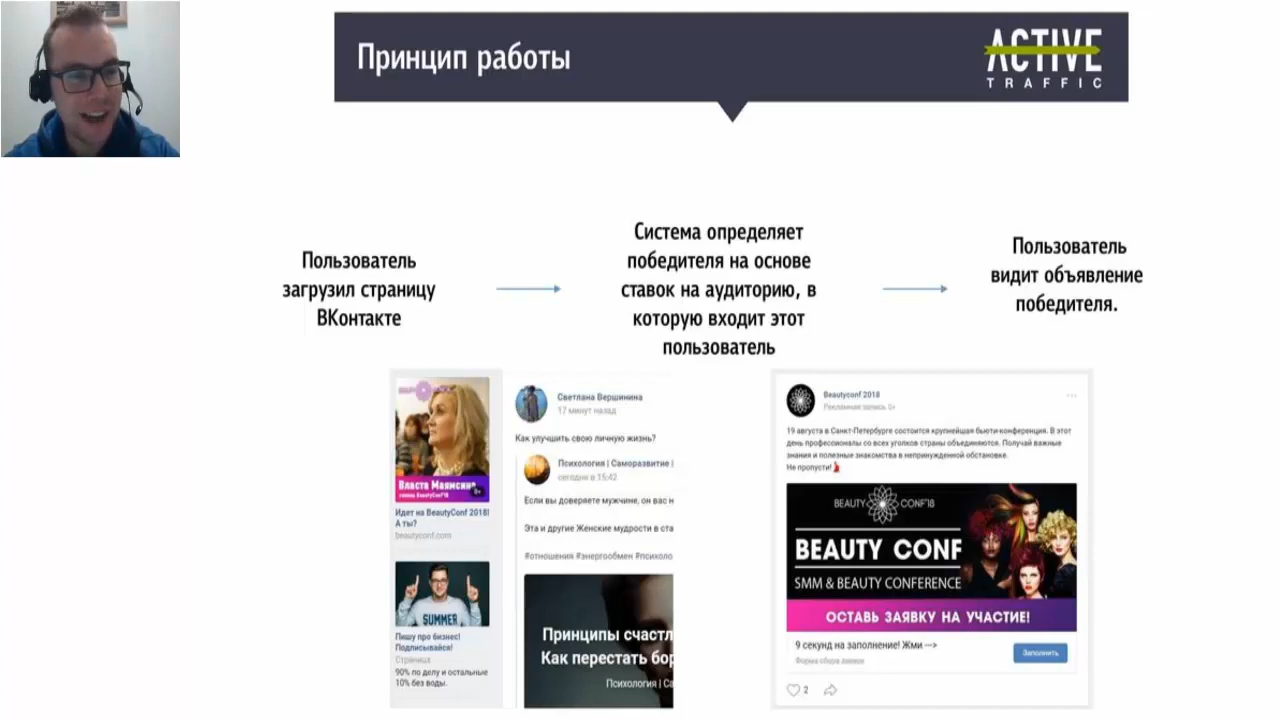 Принцип работы
ACTIVE
TRAFFIC
Пользователь
загрузил страницу
ВКонтакте
Система определяет
победителя на основе
ставок на аудиторию, в
которую входит этот
пользователь
Пользователь
видит объявление
победителя.
Власта Маямсина
Идет на BeautyConf 2018!
А ты?
beautyconf.com
SUMMER
Пишу про бизнес!
Подписывайся!
Страница
90% по делу и остальные
10% без воды.
Светлана Вершинина
17 минут назад
Как улучшить свою личную жизнь?
Психология | Саморазвитие |
сегодня в 15:42
Если вы доверяете мужчине, он вас н
Эта и другие Женские мудрости в ста
#отношения #энергообмен #психоло
Принципы счастл
Как перестать бор
Психология | Са
Beautyconf 2018
Рекламная запись 0+
19 августа в Санкт-Петербурге состоится крупнейшая бьюти-конференция. В этот
день профессионалы со всех уголков страны объединяются. Получай важные
знания и полезные знакомства в непринужденной обстановке.
Не пропусти!
BEAUTY CONF'18
BEAUTY CONF
SMM & BEAUTY CONFERENCE
ОСТАВЬ ЗАЯВКУ НА УЧАСТИЕ!
9 секунд на заполнение! Жми —>
Форма сбора заявок
Заполнить
2